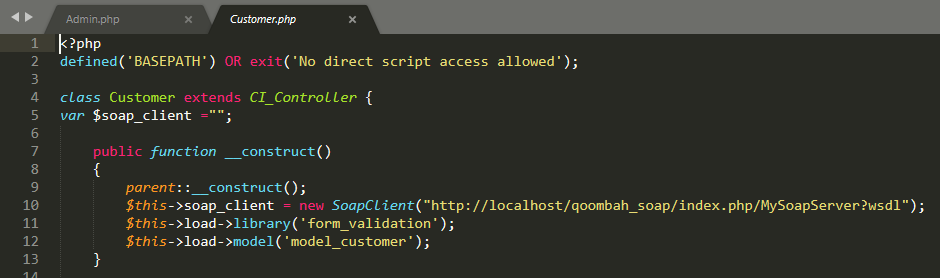 Admin.php Customer.php
1 <?php
2 defined('BASEPATH') OR exit('No direct script access allowed');
3
4 class Customer extends CI_Controller {
5 var $soap_client ="";
6
7 public function __construct()
8 {
9 parent::__construct();
10 $this->soap_client = new SoapClient("http://localhost/qoombah_soap/index.php/MySoapServer?wsdl");
11 $this->load->library('form_validation');
12 $this->load->model('model_customer');
13 }
14